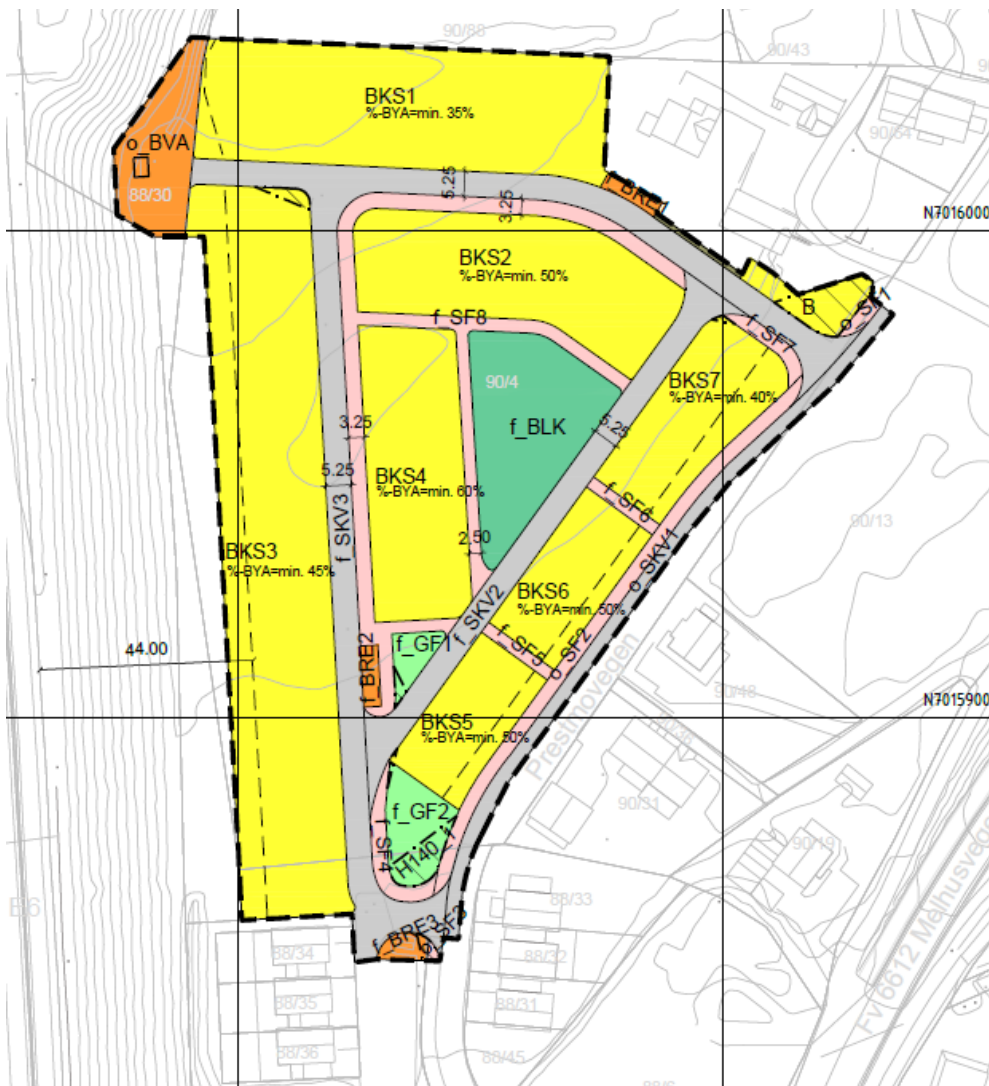 90/88
90/43
BKS1
%-BYA=min. 35%
90/54
o_BVA
88/30
5.25
3.25
f_BRE1
N7016000
BKS2
%-BYA=min. 50%
B
o_SF1
f_SF8
f_SF7
90/4
BKS7
%-BYA=min. 40%
f_BLK
5.25
3.25
5.25
BKS4
%-BYA=min. 60%
f_SF6
90/13
f_SKV3
2.50
BKS3
%-BYA=min. 45%
BKS6
%-BYA=min. 50%
o_SKV1
f_SKV2
f_SF5
o_SF2
44.00
f_GF1
f_BRE2
Presttrøvegen
90/48
N7015900
BKS5
%-BYA=min. 50%
90/31
f_GF2
f_SF4
H140_1
90/19
E6
88/33
f_BRE3
o_SF3
88/34
88/32
88/35
88/31
88/36
88/45
Fv 6612 Melhusvege